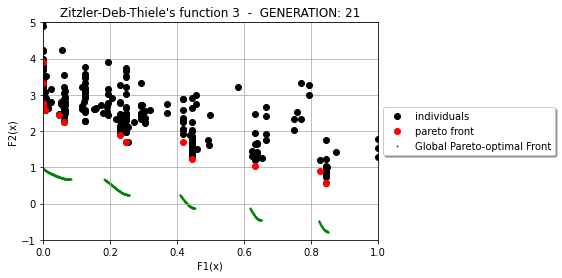 Zitzler-Deb-Thiele's function 3 - GENERATION: 21
5
4
3
2
1
0
−1
F2(x)
0.0 0.2 0.4 0.6 0.8 1.0
F1(x)
individuals
pareto front
Global Pareto-optimal Front